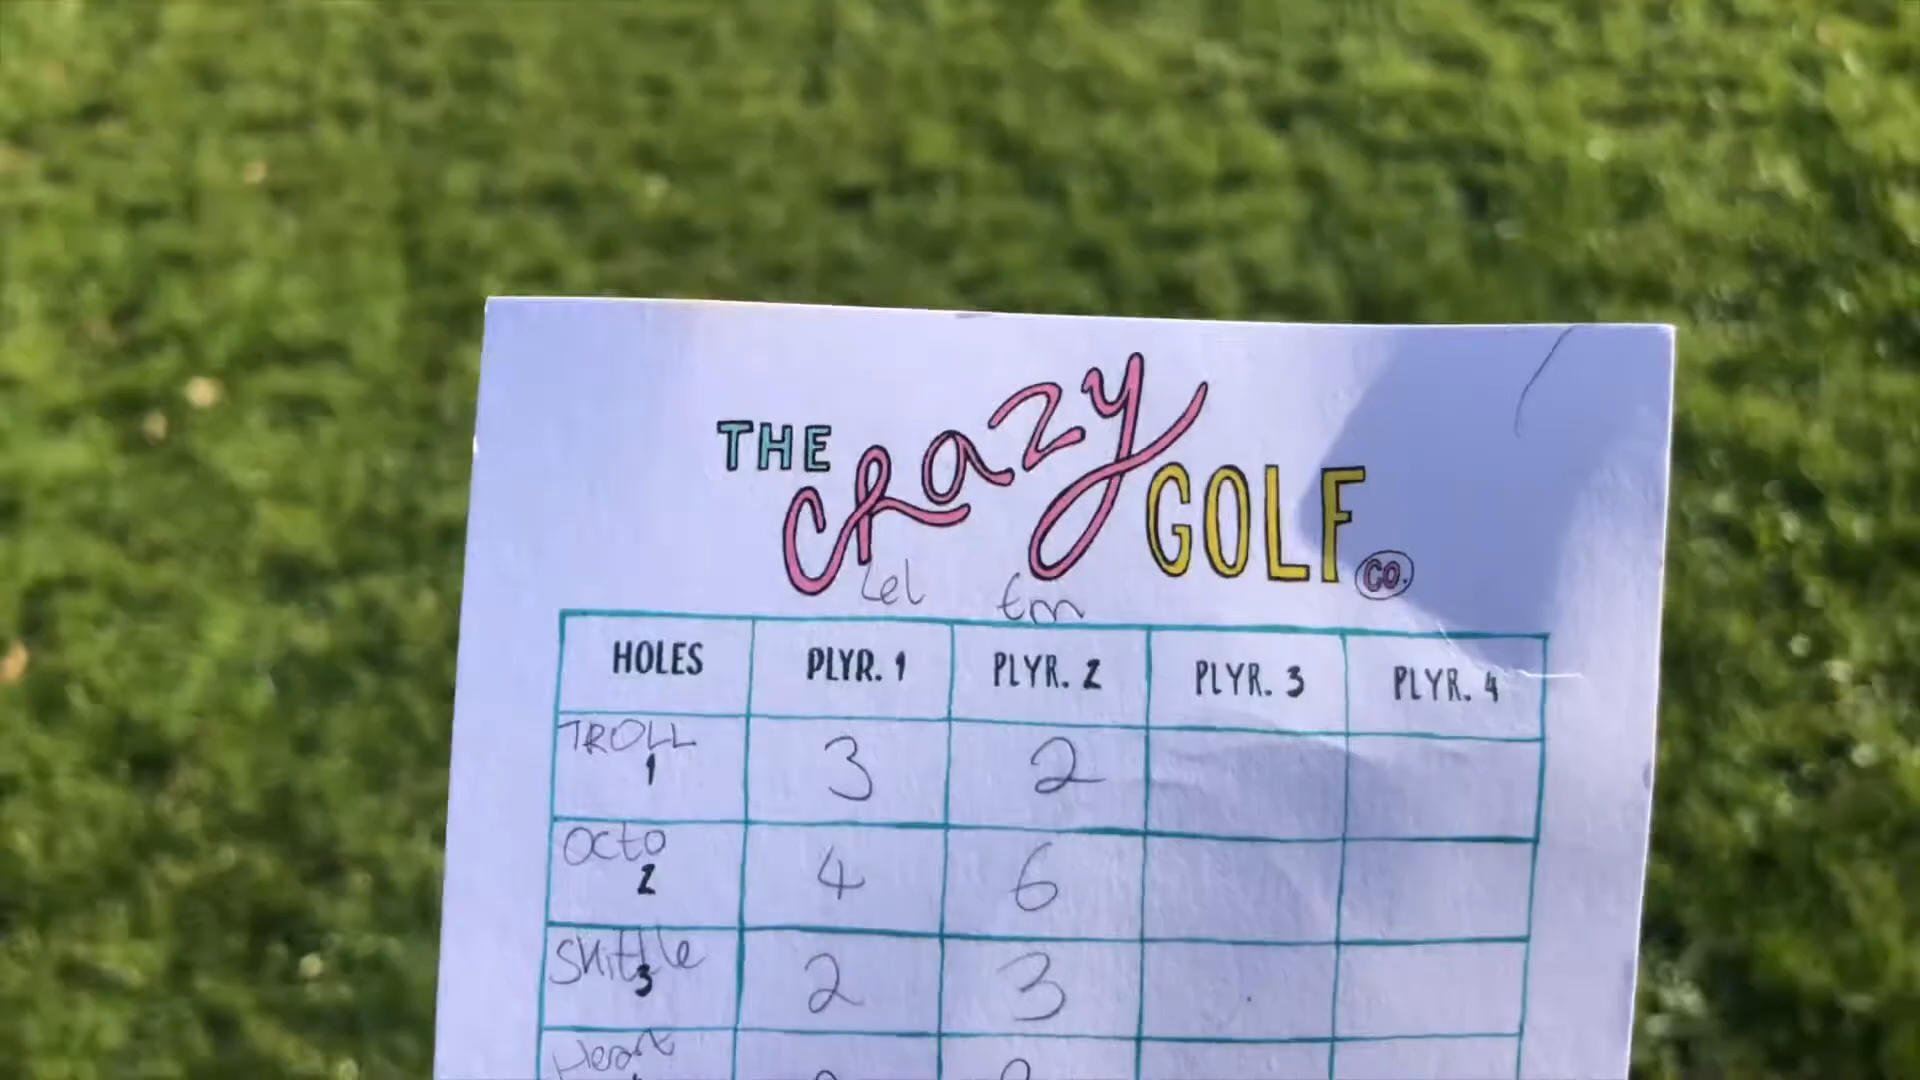 THE CRAZY GOLF CO.
Lel Em
HOLES PLYR. 1 PLYR. 2 PLYR. 3 PLYR. 4
TROLL
1 3 2
Octo
2 4 6
Skittle
3 2 3
Heart